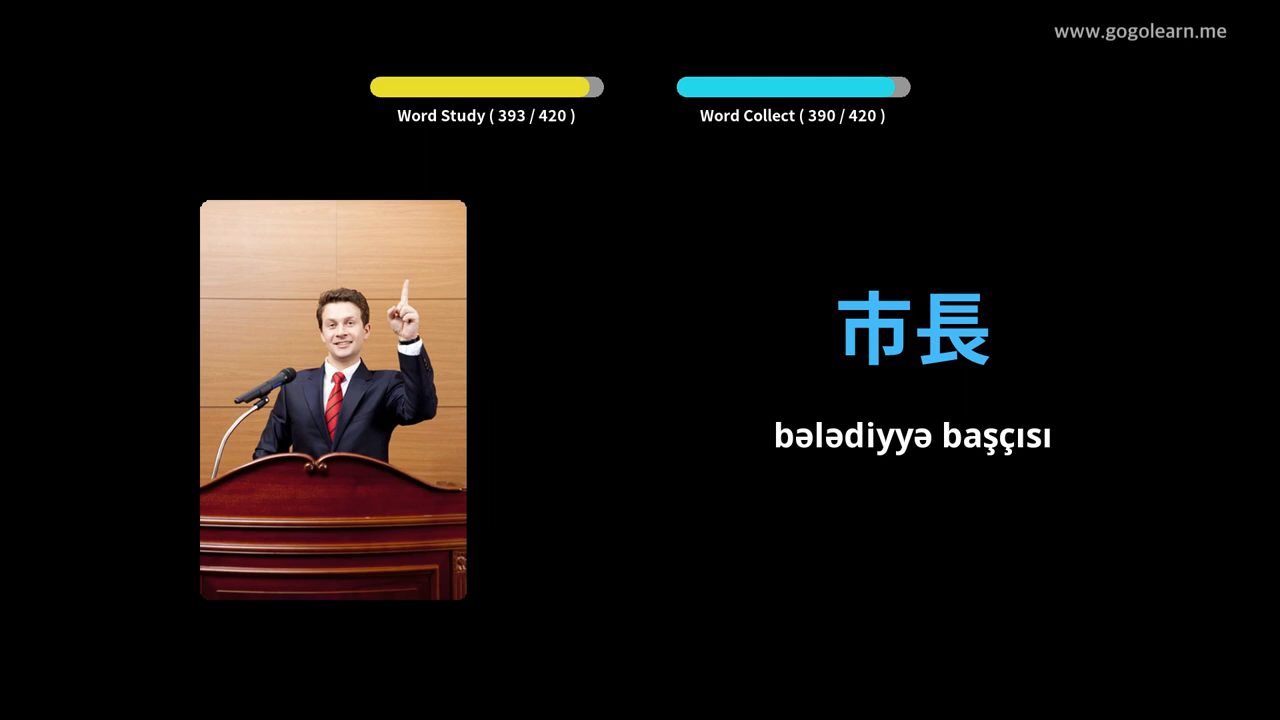 www.gogolearn.me
Word Study ( 393 / 420 )
Word Collect ( 390 / 420 )
市長
bələdiyyə başçısı